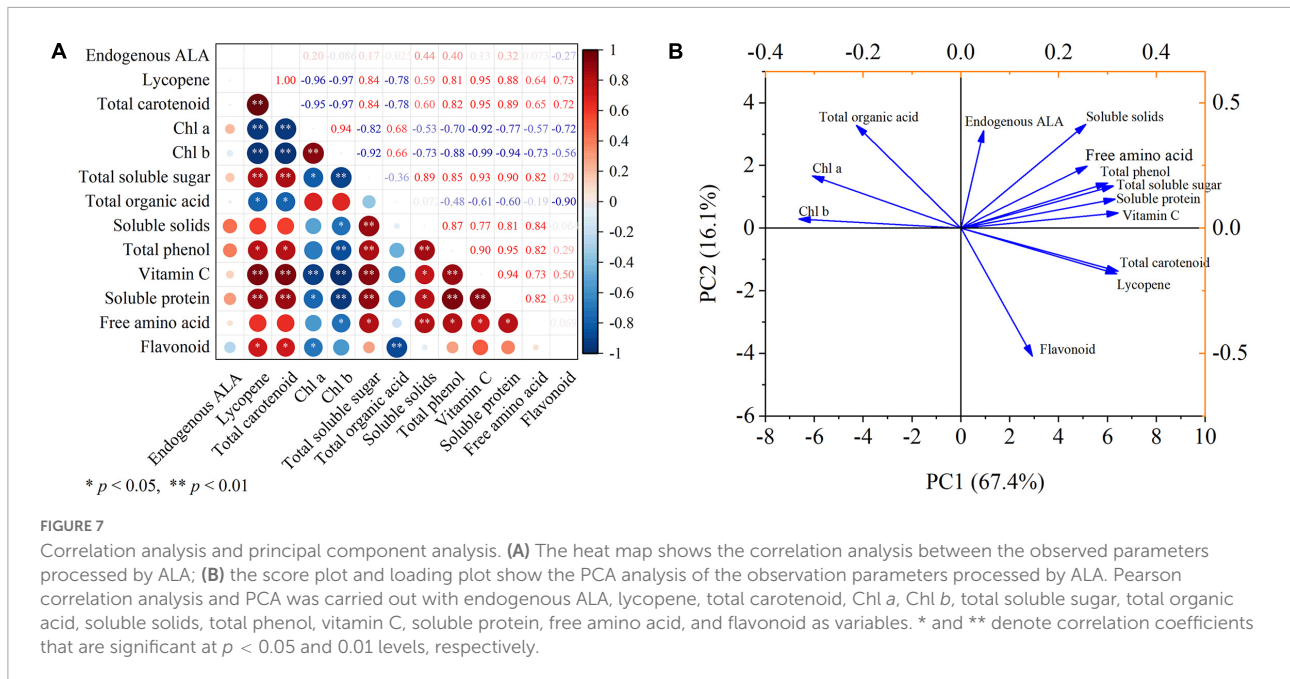 A
Endogenous ALA 0.20 -0.086 0.17 0.44 0.40 0.13 0.32 0.073 -0.27
Lycopene 1.00 -0.96 -0.97 0.84 -0.78 0.59 0.81 0.95 0.88 0.64 0.73
Total carotenoid ** -0.95 -0.97 0.84 -0.78 0.60 0.82 0.95 0.89 0.65 0.72
Chl a ** ** 0.94 -0.82 0.68 -0.53 -0.70 -0.92 -0.77 -0.57 -0.72
Chl b ** ** ** -0.92 0.66 -0.73 -0.88 -0.99 -0.94 -0.73 -0.56
Total soluble sugar ** ** * ** -0.36 0.89 0.85 0.93 0.90 0.82 0.29
Total organic acid * * 0.072 -0.48 -0.61 -0.60 -0.19 -0.90
Soluble solids * ** 0.87 0.77 0.81 0.84 -0.064
Total phenol * * ** ** ** 0.90 0.95 0.82 0.29
Vitamin C ** ** ** ** ** * ** 0.94 0.73 0.50
Soluble protein ** ** * ** ** * ** ** 0.82 0.39
Free amino acid * * ** * * * 0.069
Flavonoid * * * **
Endogenous ALA
Lycopene
Total carotenoid
Chl a
Chl b
Total soluble sugar
Total organic acid
Soluble solids
Total phenol
Vitamin C
Soluble protein
Free amino acid
Flavonoid
1
0.8
0.6
0.4
0.2
0
-0.2
-0.4
-0.6
-0.8
-1
* p < 0.05, ** p < 0.01
B
-0.4 -0.2 0.0 0.2 0.4
4
2
0
-2
-4
-6
PC2 (16.1%)
0.5
0.0
-0.5
Total organic acid
Endogenous ALA
Soluble solids
Free amino acid
Chl a
Total phenol
Total soluble sugar
Soluble protein
Chl b
Vitamin C
Total carotenoid
Lycopene
Flavonoid
-8 -6 -4 -2 0 2 4 6 8 10
PC1 (67.4%)
FIGURE 7
Correlation analysis and principal component analysis. (A) The heat map shows the correlation analysis between the observed parameters
processed by ALA; (B) the score plot and loading plot show the PCA analysis of the observation parameters processed by ALA. Pearson
correlation analysis and PCA was carried out with endogenous ALA, lycopene, total carotenoid, Chl a, Chl b, total soluble sugar, total organic
acid, soluble solids, total phenol, vitamin C, soluble protein, free amino acid, and flavonoid as variables. * and ** denote correlation coefficients
that are significant at p < 0.05 and 0.01 levels, respectively.